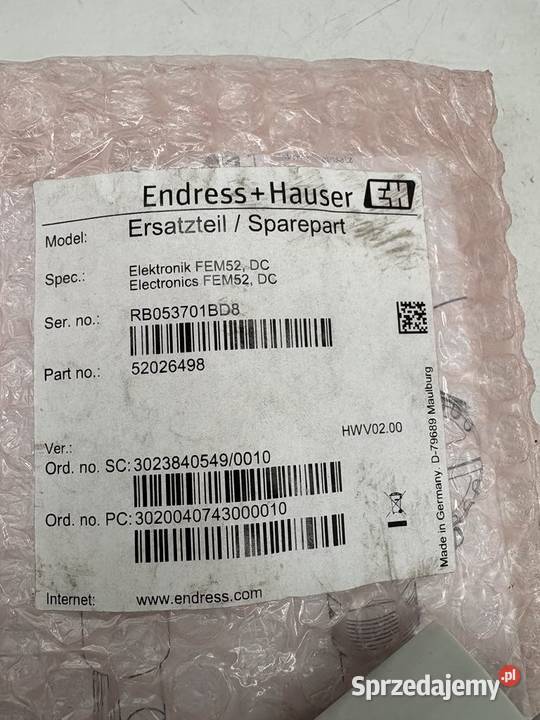 Endress+Hauser EH
Model: Ersatzteil / Sparepart
Spec.: Elektronik FEM52, DC
Electronics FEM52, DC
Ser. no.: RB053701BD8
Part no.: 52026498
HWV02.00
Ver.:
Ord. no. SC: 3023840549/0010
Ord. no. PC: 3020040743000010
Internet: www.endress.com
Made in Germany. D-79689 Maulburg
Sprzedajemy.pl